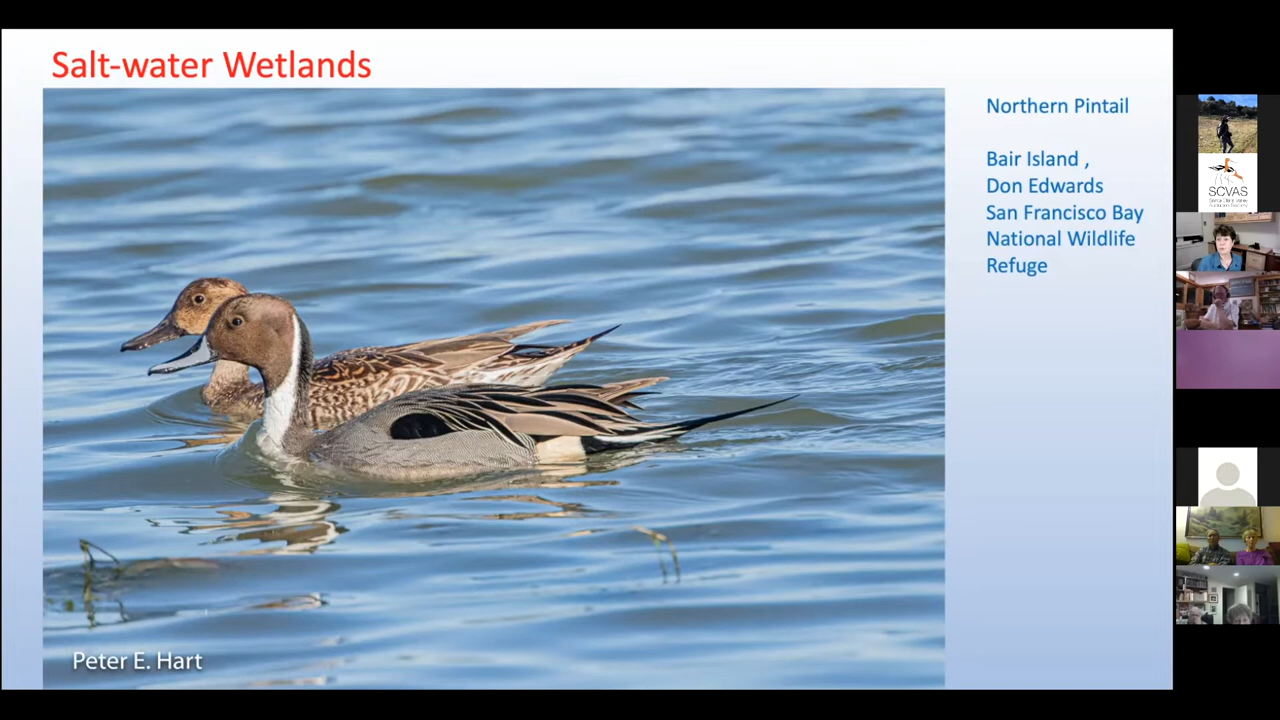 Salt-water Wetlands
Northern Pintail
Bair Island ,
Don Edwards
San Francisco Bay
National Wildlife
Refuge
SCVAS
Peter E. Hart